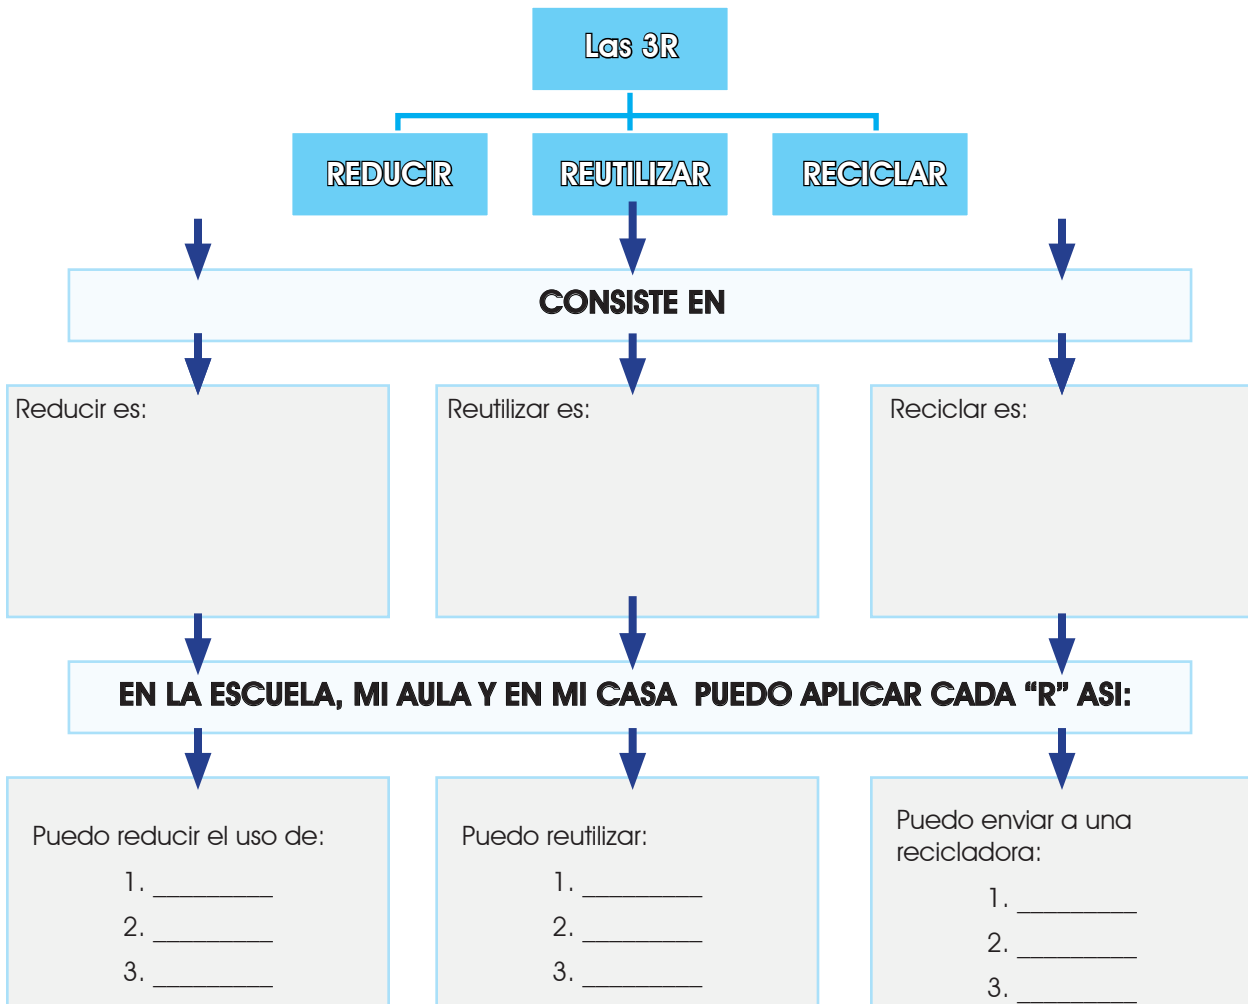 Las 3R
REDUCIR
REUTILIZAR
RECICLAR
CONSISTE EN
Reducir es:
Reutilizar es:
Reciclar es:
EN LA ESCUELA, MI AULA Y EN MI CASA PUEDO APLICAR CADA “R” ASI:
Puedo reducir el uso de:
1. _________
2. _________
3. _________
Puedo reutilizar:
1. _________
2. _________
3. _________
Puedo enviar a una
recicladora:
1. _________
2. _________
3. _________